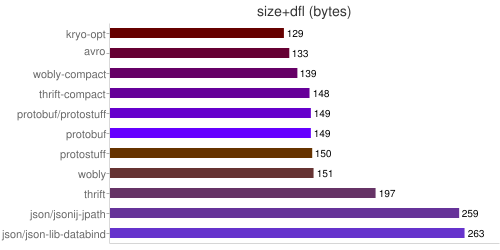 size+dfl (bytes)
kryo-opt 129
avro 133
wobly-compact 139
thrift-compact 148
protobuf/protostuff 149
protobuf 149
protostuff 150
wobly 151
thrift 197
json/jsonij-jpath 259
json/json-lib-databind 263